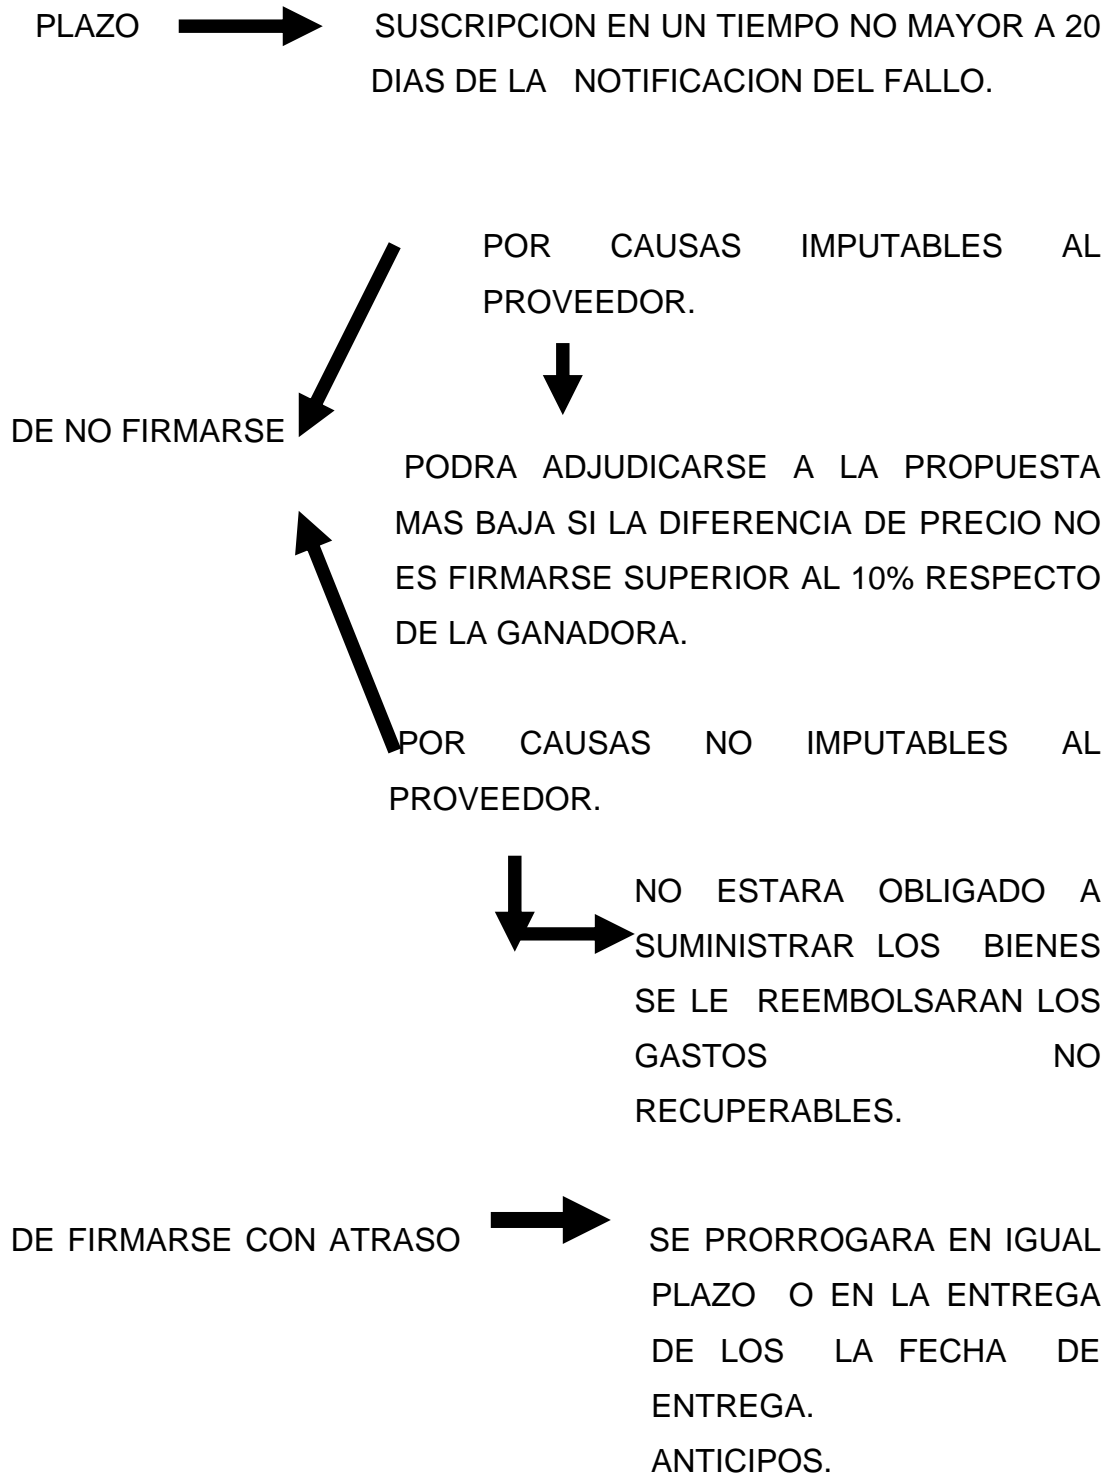 PLAZO SUSCRIPCION EN UN TIEMPO NO MAYOR A 20
DIAS DE LA NOTIFICACION DEL FALLO.
POR CAUSAS IMPUTABLES AL
PROVEEDOR.
DE NO FIRMARSE
PODRA ADJUDICARSE A LA PROPUESTA
MAS BAJA SI LA DIFERENCIA DE PRECIO NO
ES FIRMARSE SUPERIOR AL 10% RESPECTO
DE LA GANADORA.
POR CAUSAS NO IMPUTABLES AL
PROVEEDOR.
NO ESTARA OBLIGADO A
SUMINISTRAR LOS BIENES
SE LE REEMBOLSARAN LOS
GASTOS NO
RECUPERABLES.
DE FIRMARSE CON ATRASO SE PRORROGARA EN IGUAL
PLAZO O EN LA ENTREGA
DE LOS LA FECHA DE
ENTREGA.
ANTICIPOS.